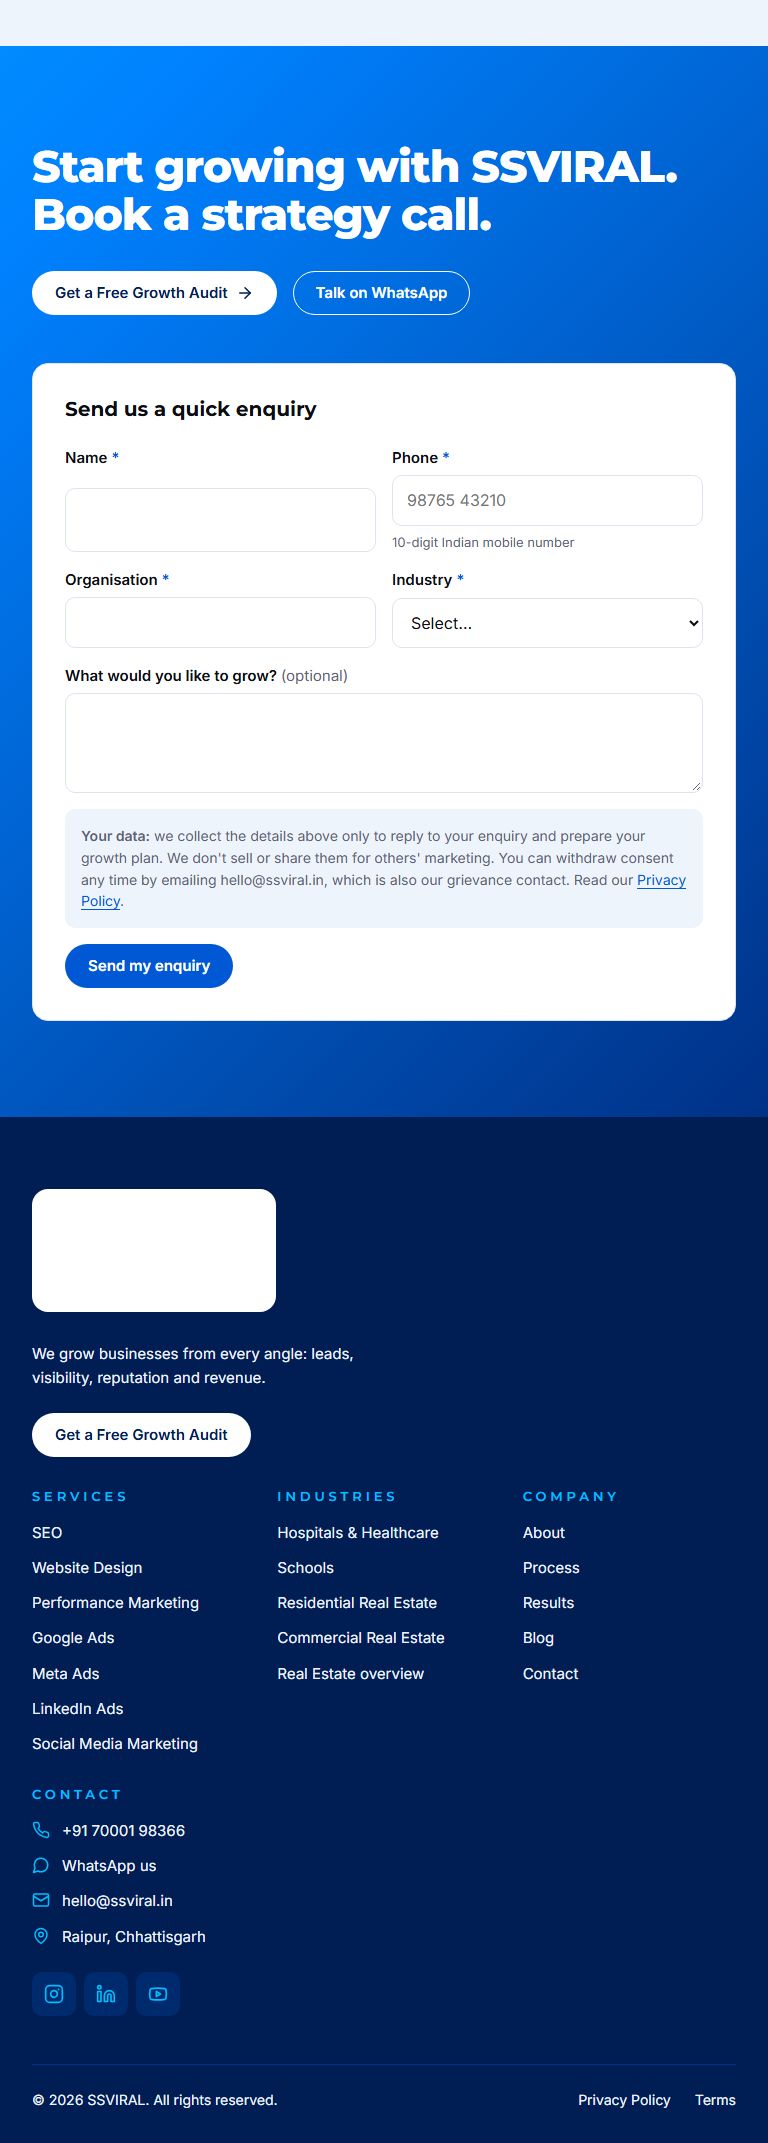 Start growing with SSVIRAL.
Book a strategy call.
Get a Free Growth Audit
Talk on WhatsApp
Send us a quick enquiry
Name *
Phone *
98765 43210
10-digit Indian mobile number
Organisation *
Industry *
Select...
What would you like to grow? (optional)
Your data: we collect the details above only to reply to your enquiry and prepare your
growth plan. We don't sell or share them for others' marketing. You can withdraw consent
any time by emailing hello@ssviral.in, which is also our grievance contact. Read our Privacy
Policy.
Send my enquiry
We grow businesses from every angle: leads,
visibility, reputation and revenue.
Get a Free Growth Audit
SERVICES
SEO
Website Design
Performance Marketing
Google Ads
Meta Ads
LinkedIn Ads
Social Media Marketing
INDUSTRIES
Hospitals & Healthcare
Schools
Residential Real Estate
Commercial Real Estate
Real Estate overview
COMPANY
About
Process
Results
Blog
Contact
CONTACT
+91 70001 98366
WhatsApp us
hello@ssviral.in
Raipur, Chhattisgarh
© 2026 SSVIRAL. All rights reserved.
Privacy Policy
Terms